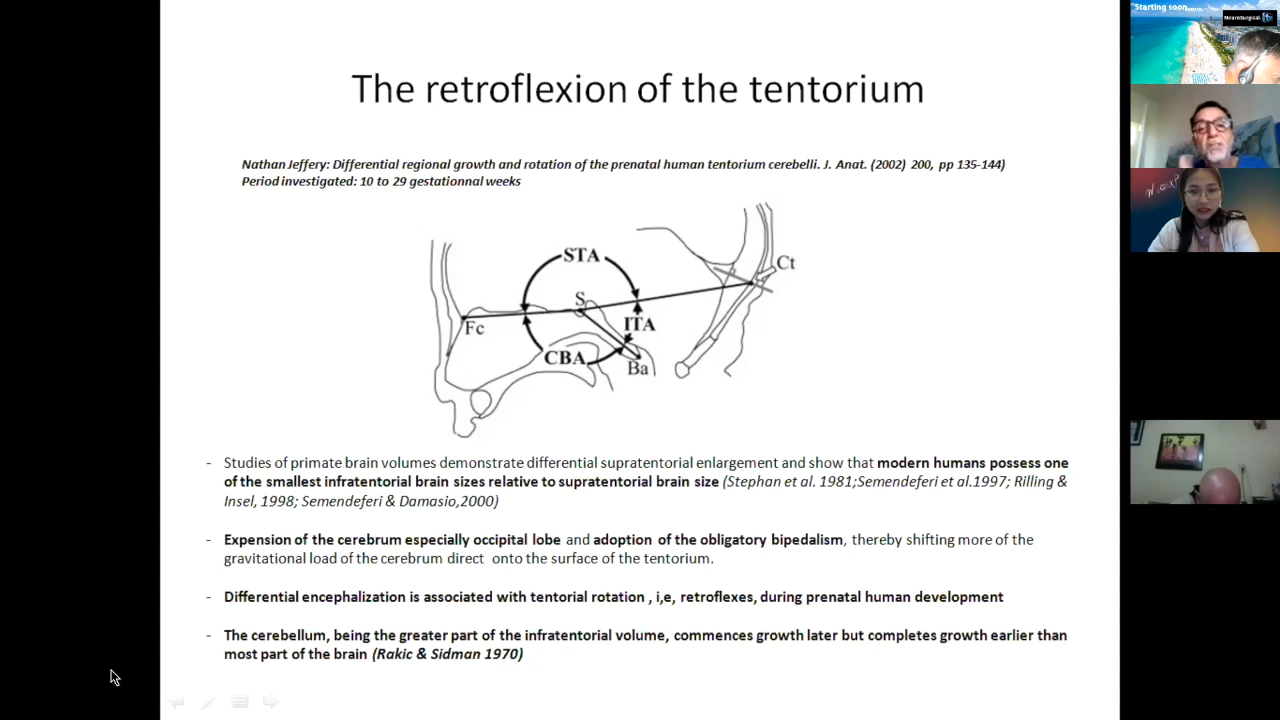 The retroflexion of the tentorium
Nathan Jeffery: Differential regional growth and rotation of the prenatal human tentorium cerebelli. J. Anat. (2002) 200, pp 135-144)
Period investigated: 10 to 29 gestationnal weeks
STA
S
Ct
Fc
ITA
CBA
Ba
- Studies of primate brain volumes demonstrate differential supratentorial enlargement and show that modern humans possess one
of the smallest infratentorial brain sizes relative to supratentorial brain size (Stephan et al. 1981;Semendeferi et al.1997; Rilling &
Insel, 1998; Semendeferi & Damasio,2000)
- Expension of the cerebrum especially occipital lobe and adoption of the obligatory bipedalism, thereby shifting more of the
gravitational load of the cerebrum direct onto the surface of the tentorium.
- Differential encephalization is associated with tentorial rotation , i,e, retroflexes, during prenatal human development
- The cerebellum, being the greater part of the infratentorial volume, commences growth later but completes growth earlier than
most part of the brain (Rakic & Sidman 1970)
"Starting soon......
NeuroSurgical.